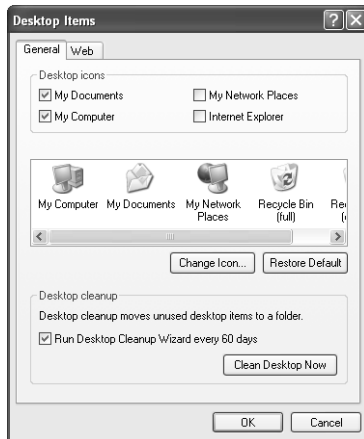 Desktop Items
General Web
Desktop icons
My Documents My Network Places
My Computer Internet Explorer
My Computer My Documents My Network Recycle Bin
Places (full)
Change Icon... Restore Default
Desktop cleanup
Desktop cleanup moves unused desktop items to a folder.
Run Desktop Cleanup Wizard every 60 days
Clean Desktop Now
OK Cancel